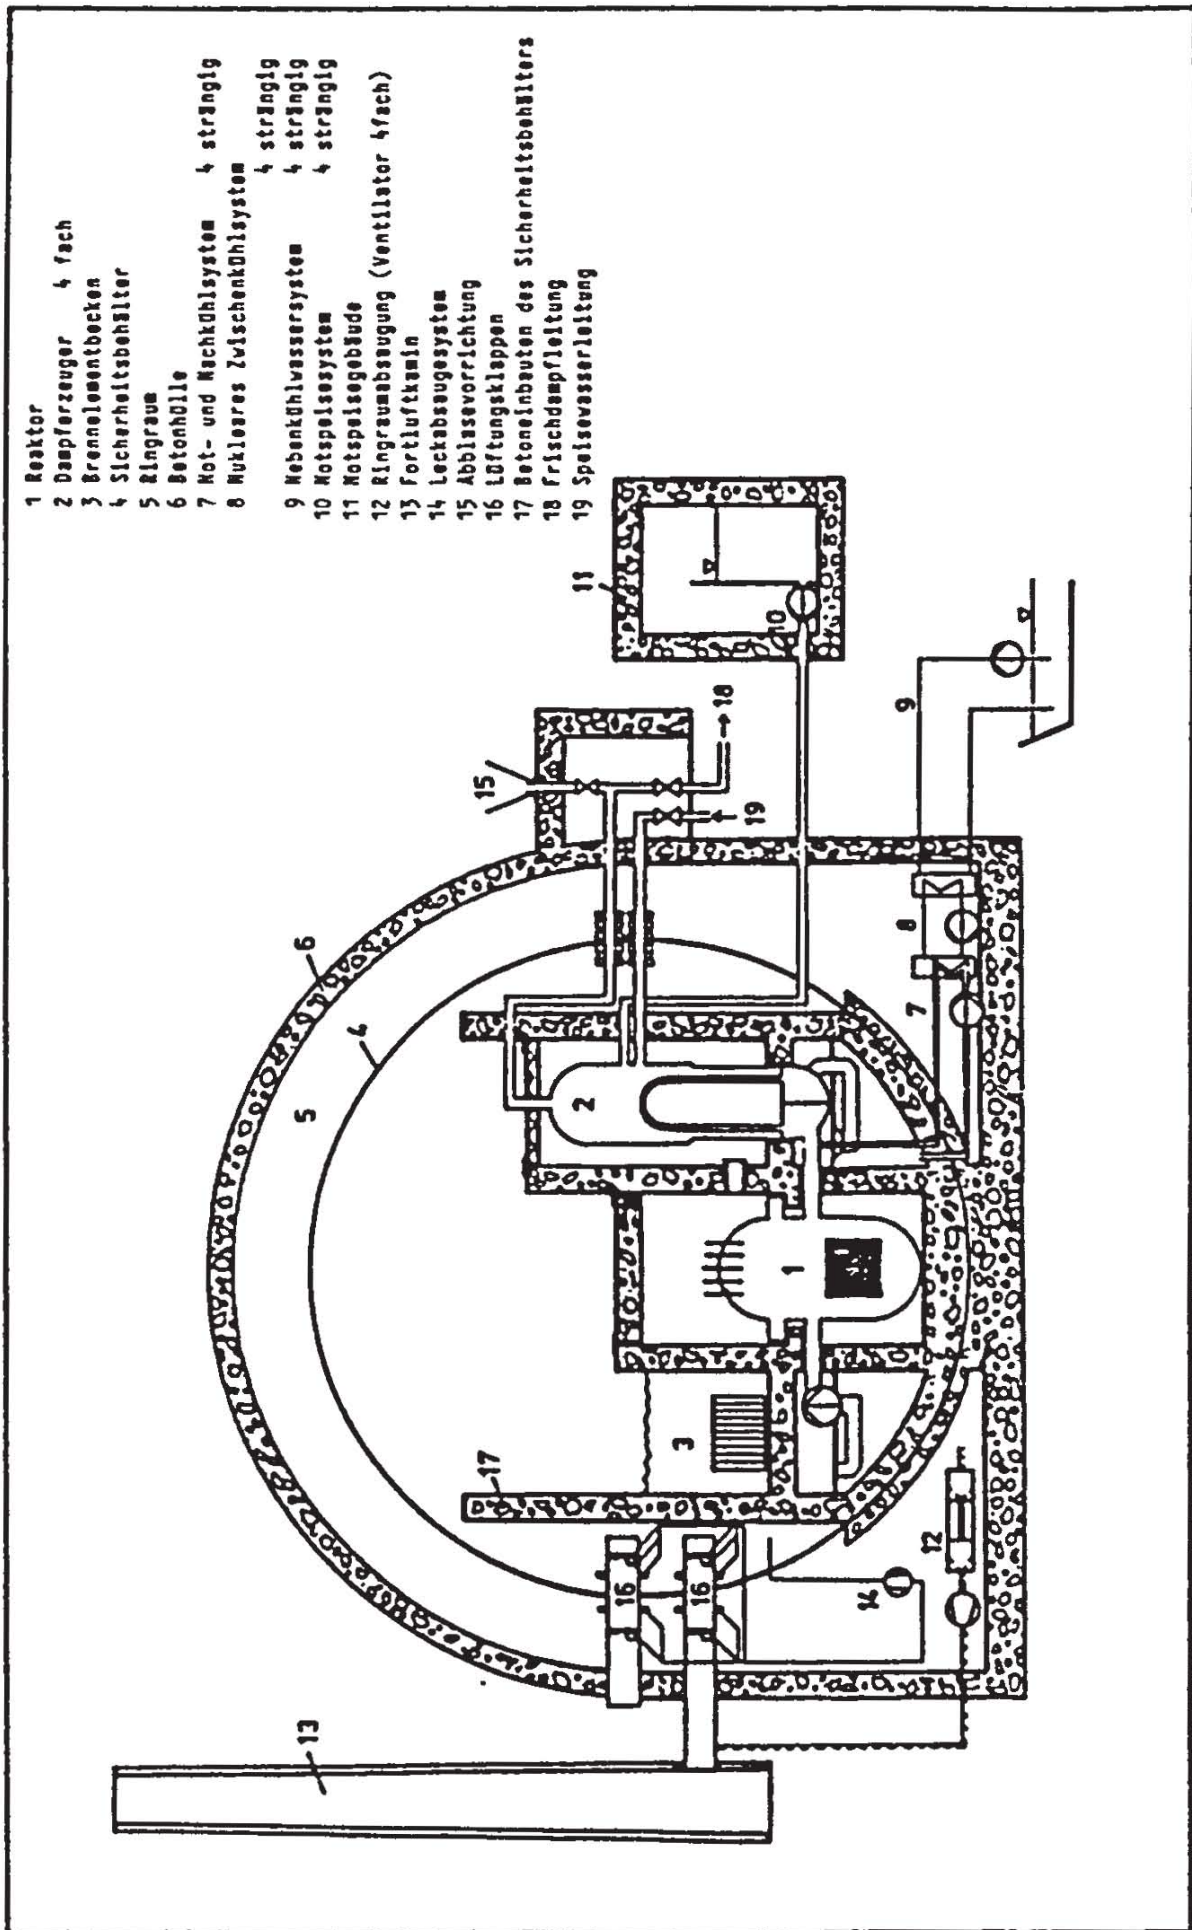 1 Reaktor
2 Dampferzeuger 4 fach
3 Brennelementbecken
4 Sicherheitsbehälter
5 Ringraum
6 Betonhülle
7 Not- und Nachkühlsystem 4 strängig
8 Nukleares Zwischenkühlsystem
4 strängig
9 Nebenkühlwassersystem 4 strängig
10 Notspeisesystem 4 strängig
11 Notspeisegebäude
12 Ringraumabsaugung (Ventilator 4fach)
13 Fortluftkamin
14 Leckabsaugesystem
15 Abblasevorrichtung
16 Lüftungsklappen
17 Betoneinbauten des Sicherheitsbehälters
18 Frischdampfleitung
19 Speisewasserleitung
13
5
4
6
15
18
19
11
10
17
16
16
3
1
2
14
12
7
8
9